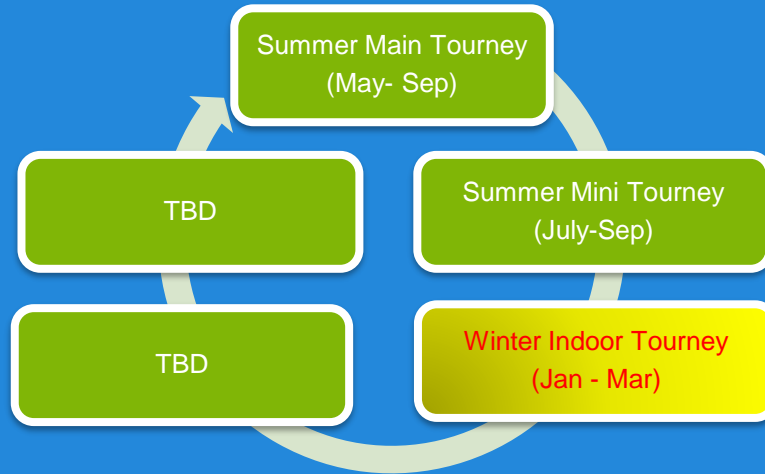 Summer Main Tourney
(May- Sep)
Summer Mini Tourney
(July-Sep)
Winter Indoor Tourney
(Jan - Mar)
TBD
TBD